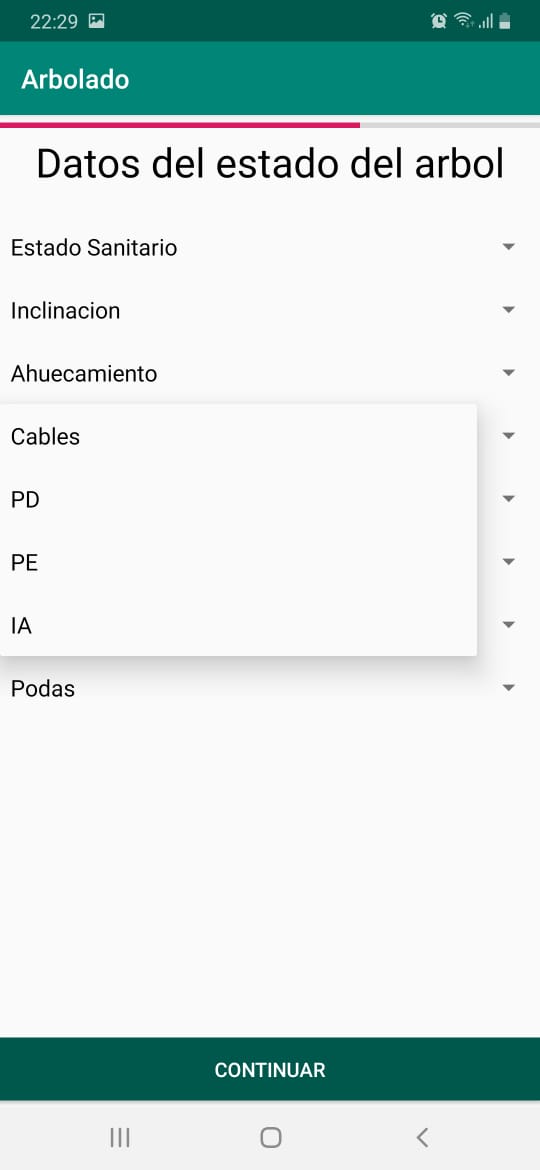 22:29
Arbolado
Datos del estado del arbol
Estado Sanitario
Inclinacion
Ahuecamiento
Cables
PD
PE
IA
Podas
CONTINUAR